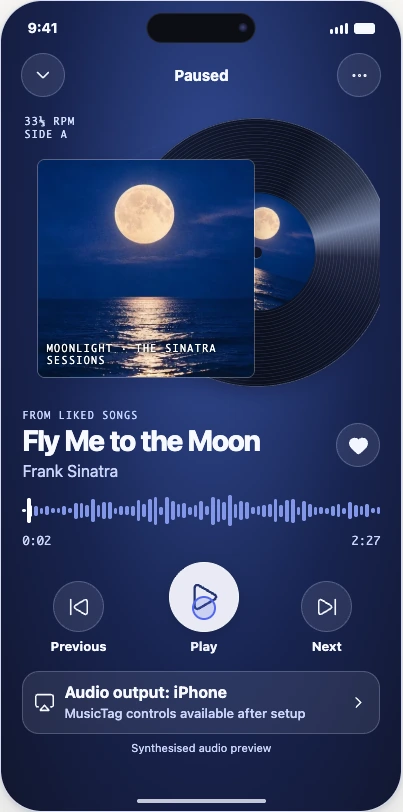 9:41
Paused
33⅓ RPM
SIDE A
MOONLIGHT · THE SINATRA
SESSIONS
FROM LIKED SONGS
Fly Me to the Moon
Frank Sinatra
0:02 2:27
Previous Play Next
Audio output: iPhone
MusicTag controls available after setup
Synthesised audio preview